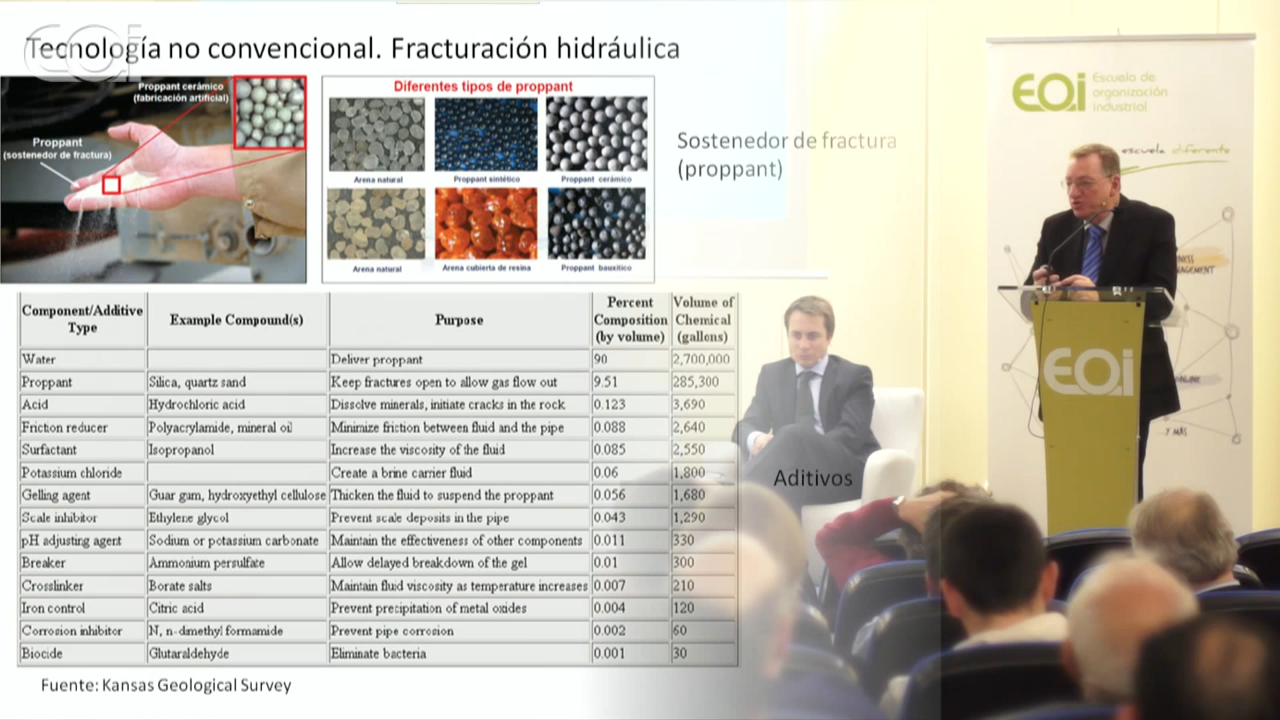 EOi
Tecnología no convencional. Fracturación hidráulica
Proppant cerámico
(fabricación artificial)
Proppant
(sostenedor de fractura)
Diferentes tipos de proppant
Arena natural
Proppant sintético
Proppant cerámico
Arena natural
Arena cubierta de resina
Proppant bauxítico
Sostenedor de fractura
(proppant)
Component/Additive Type | Example Compound(s) | Purpose | Percent Composition (by volume) | Volume of Chemical (gallons)
Water | | Deliver proppant | 90 | 2,700,000
Proppant | Silica, quartz sand | Keep fractures open to allow gas flow out | 9.51 | 285,300
Acid | Hydrochloric acid | Dissolve minerals, initiate cracks in the rock | 0.123 | 3,690
Friction reducer | Polyacrylamide, mineral oil | Minimize friction between fluid and the pipe | 0.088 | 2,640
Surfactant | Isopropanol | Increase the viscosity of the fluid | 0.085 | 2,550
Potassium chloride | | Create a brine carrier fluid | 0.06 | 1,800
Gelling agent | Guar gum, hydroxyethyl cellulose | Thicken the fluid to suspend the proppant | 0.056 | 1,680
Scale inhibitor | Ethylene glycol | Prevent scale deposits in the pipe | 0.043 | 1,290
pH adjusting agent | Sodium or potassium carbonate | Maintain the effectiveness of other components | 0.011 | 330
Breaker | Ammonium persulfate | Allow delayed breakdown of the gel | 0.01 | 300
Crosslinker | Borate salts | Maintain fluid viscosity as temperature increases | 0.007 | 210
Iron control | Citric acid | Prevent precipitation of metal oxides | 0.004 | 120
Corrosion inhibitor | N, n-dimethyl formamide | Prevent pipe corrosion | 0.002 | 60
Biocide | Glutaraldehyde | Eliminate bacteria | 0.001 | 30
Aditivos
Fuente: Kansas Geological Survey
EOi
Escuela de
organización
industrial
escuela diferente
EOi
Y MÁS